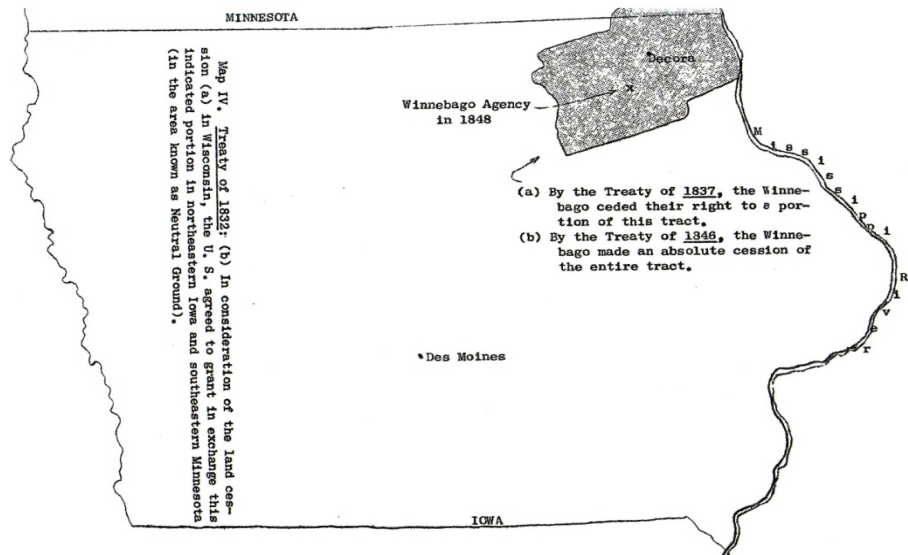 MINNESOTA
Decora
Winnebago Agency
in 1848
Mississippi River
(a) By the Treaty of 1837, the Winne-
bago ceded their right to a por-
tion of this tract.
(b) By the Treaty of 1846, the Winne-
bago made an absolute cession of
the entire tract.
Map IV. Treaty of 1832: (b) In consideration of the land ces-
sion (a) in Wisconsin, the U. S. agreed to grant in exchange this
indicated portion in northeastern Iowa and southeastern Minnesota
(in the area known as Neutral Ground).
Des Moines
IOWA